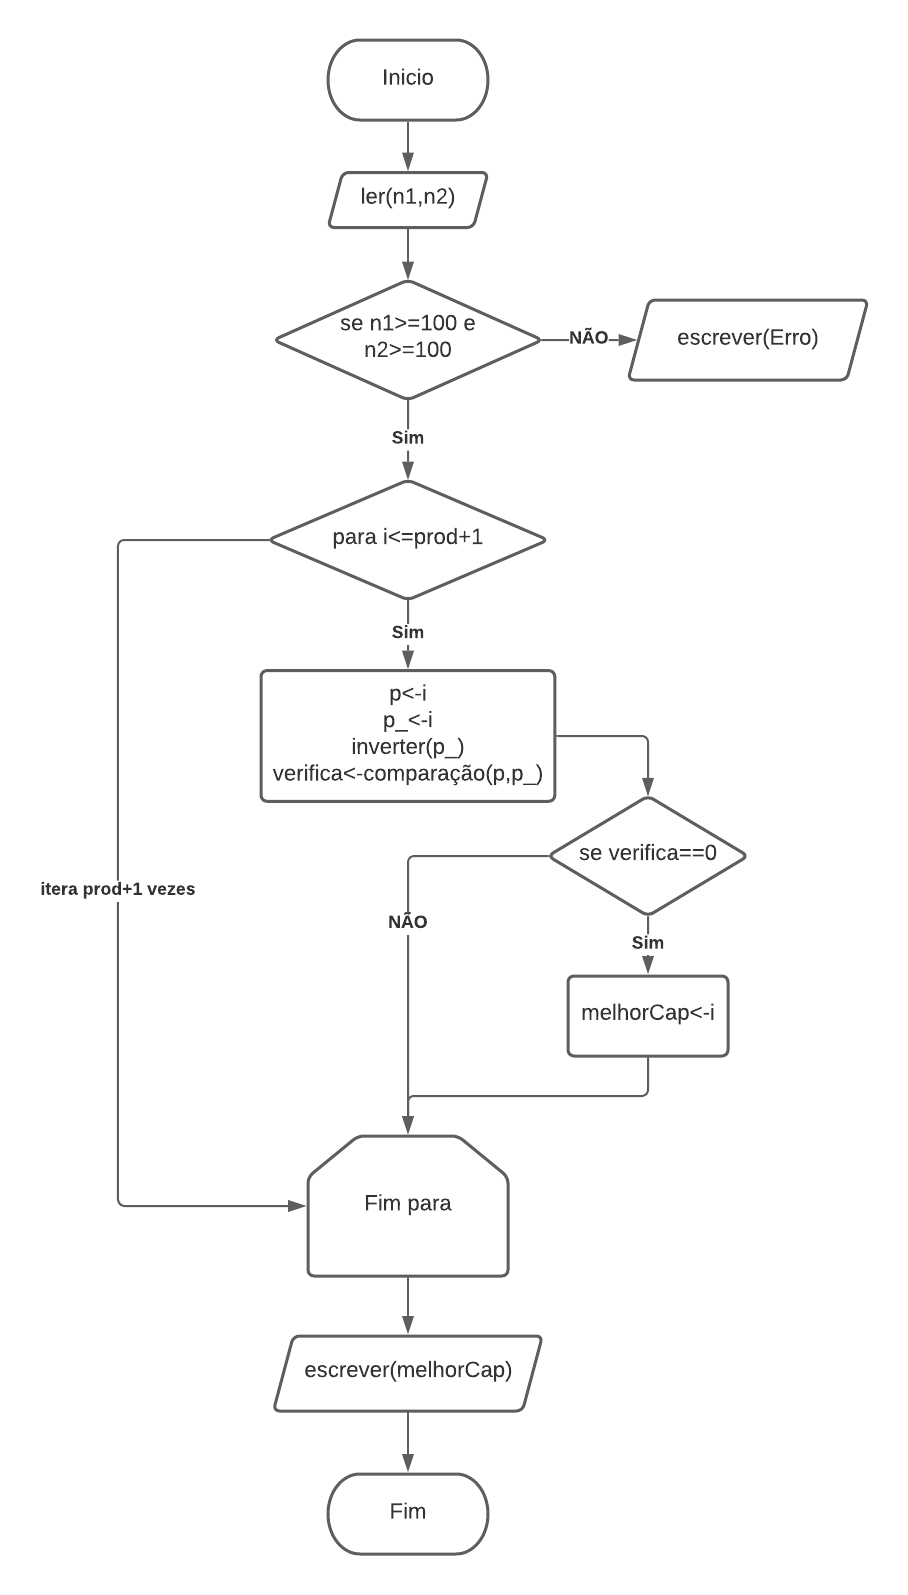 Inicio
ler(n1,n2)
se n1>=100 e
n2>=100
NÃO
escrever(Erro)
Sim
para i<=prod+1
Sim
p<-i
p_<-i
inverter(p_)
verifica<-comparação(p,p_)
se verifica==0
itera prod+1 vezes
NÃO
Sim
melhorCap<-i
Fim para
escrever(melhorCap)
Fim